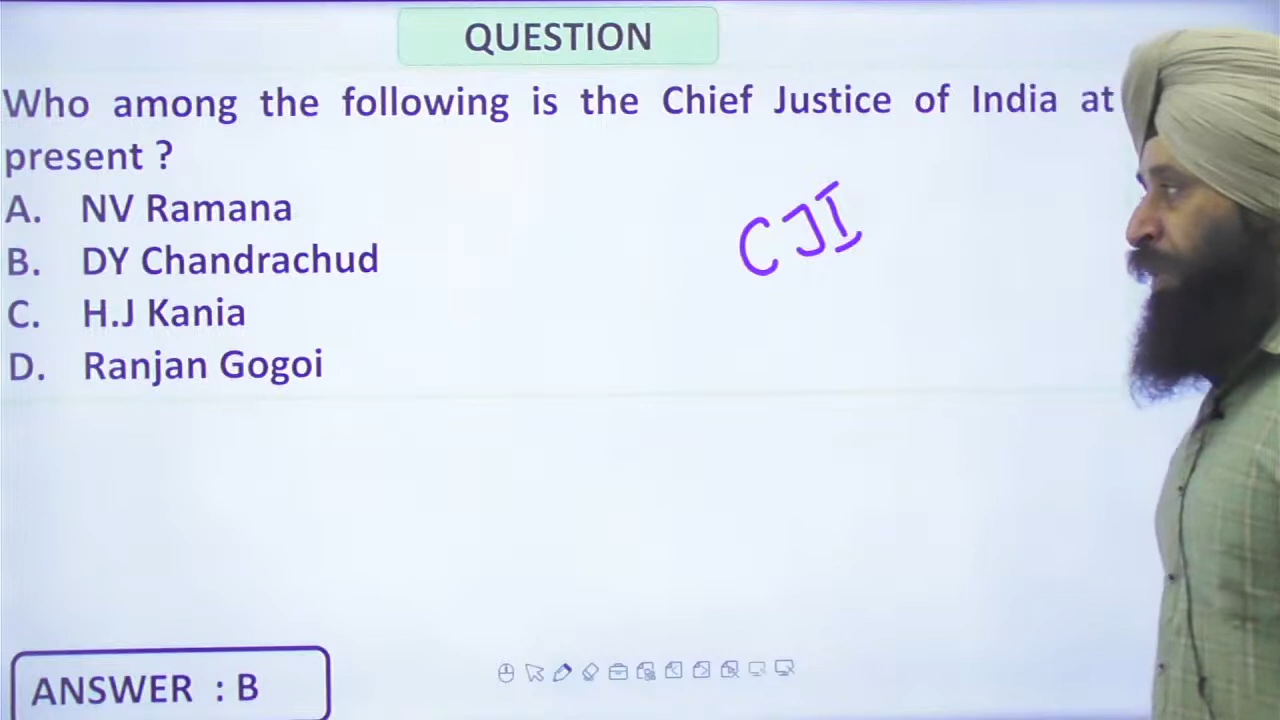 QUESTION
Who among the following is the Chief Justice of India at
present ?
A. NV Ramana
B. DY Chandrachud
C. H.J Kania
D. Ranjan Gogoi
CJI
ANSWER : B